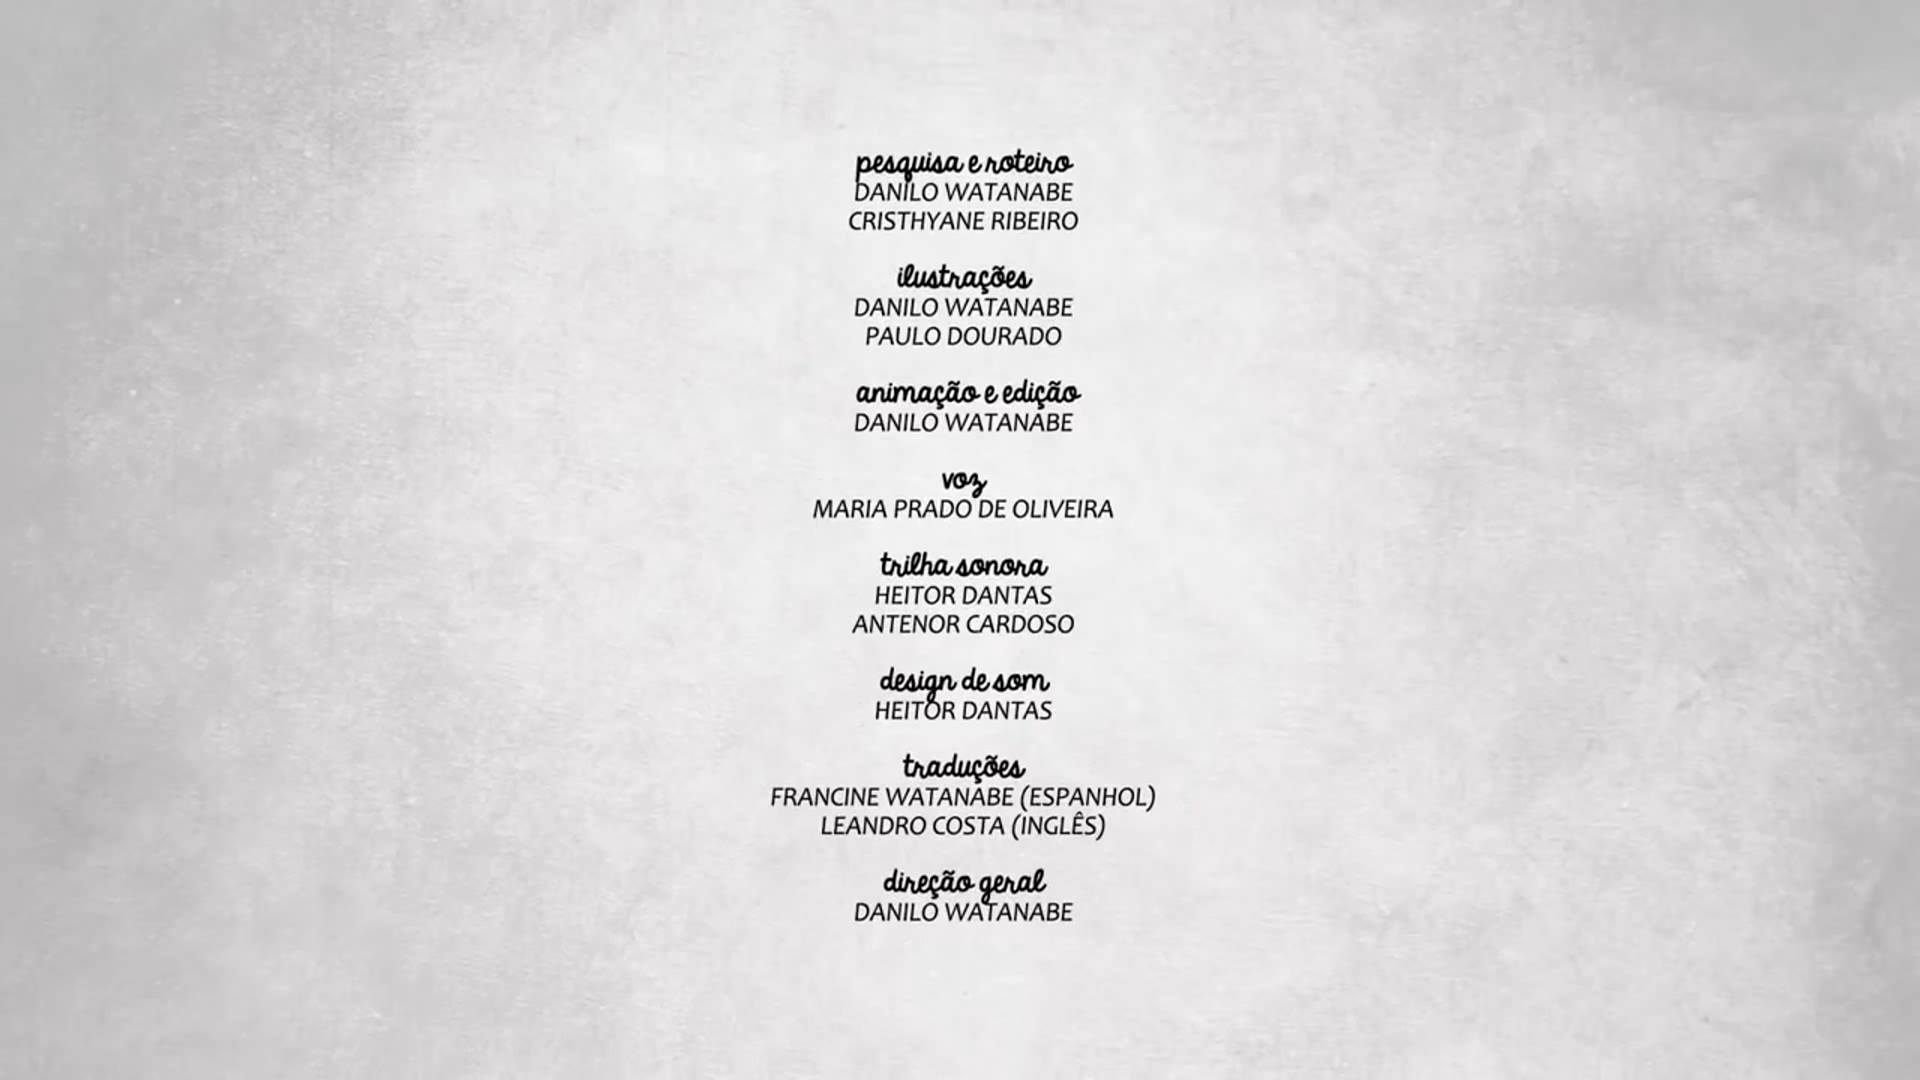 pesquisa e roteiro
DANILO WATANABE
CRISTHYANE RIBEIRO
ilustrações
DANILO WATANABE
PAULO DOURADO
animação e edição
DANILO WATANABE
voz
MARIA PRADO DE OLIVEIRA
trilha sonora
HEITOR DANTAS
ANTENOR CARDOSO
design de som
HEITOR DANTAS
traduções
FRANCINE WATANABE (ESPANHOL)
LEANDRO COSTA (INGLÊS)
direção geral
DANILO WATANABE